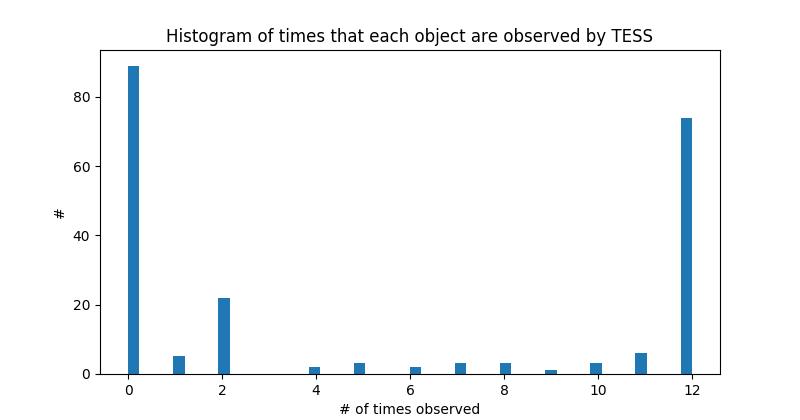 Histogram of times that each object are observed by TESS
#
80
60
40
20
0
0 2 4 6 8 10 12
# of times observed